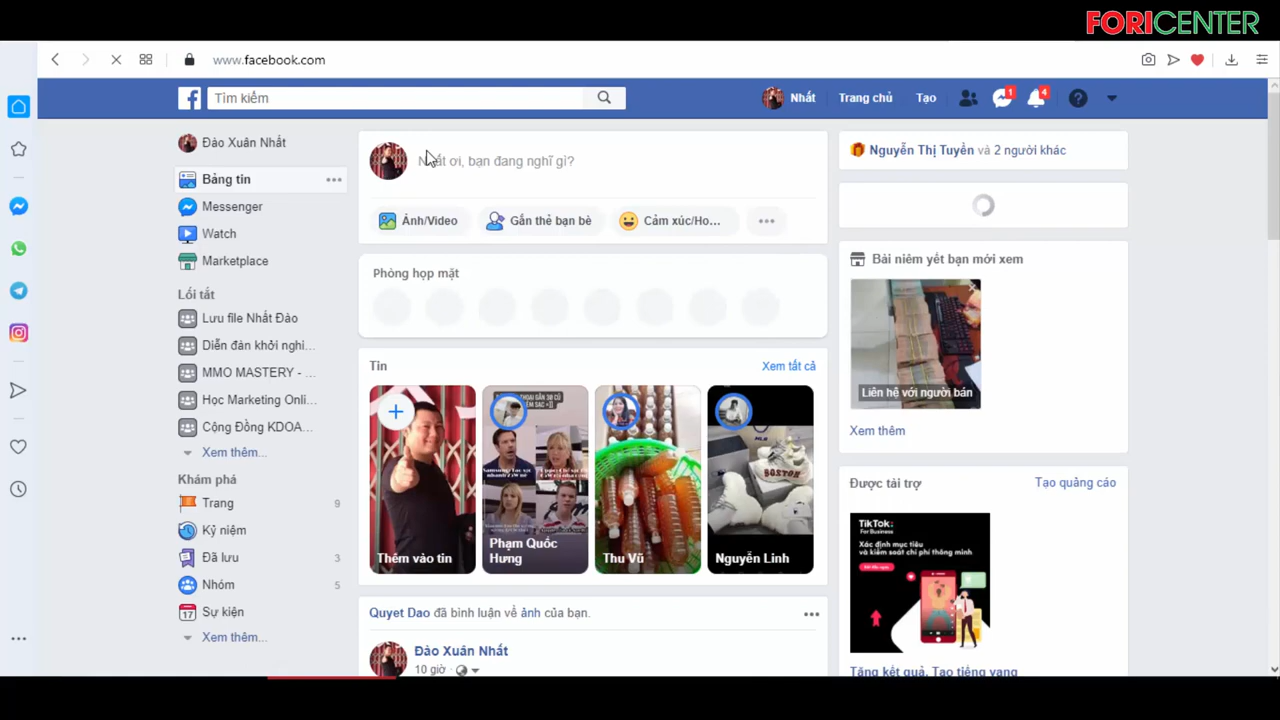 FORICENTER
www.facebook.com
Tìm kiếm
Nhất
Trang chủ
Tạo
1
4
Đào Xuân Nhất
Bảng tin
Messenger
Watch
Marketplace
Lối tắt
Lưu file Nhất Đào
Diễn đàn khởi nghi...
MMO MASTERY - ...
Học Marketing Onli...
Cộng Đồng KDOA...
Xem thêm...
Khám phá
Trang 9
Kỷ niệm
Đã lưu 3
Nhóm 5
17 Sự kiện
Xem thêm...
Nhất ơi, bạn đang nghĩ gì?
Ảnh/Video
Gắn thẻ bạn bè
Cảm xúc/Ho...
Phòng họp mặt
Tin
Xem tất cả
Thêm vào tin
Phạm Quốc
Hưng
Thu Vũ
BOSTON
Nguyễn Linh
Quyet Dao đã bình luận về ảnh của bạn.
Đào Xuân Nhất
10 giờ
Nguyễn Thị Tuyền và 2 người khác
Bài niêm yết bạn mới xem
Liên hệ với người bán
Xem thêm
Được tài trợ
Tạo quảng cáo
TikTok:
For Business
Xác định mục tiêu
và kiểm soát chi phí thông minh
Tăng kết quả, Tạo tiếng vang